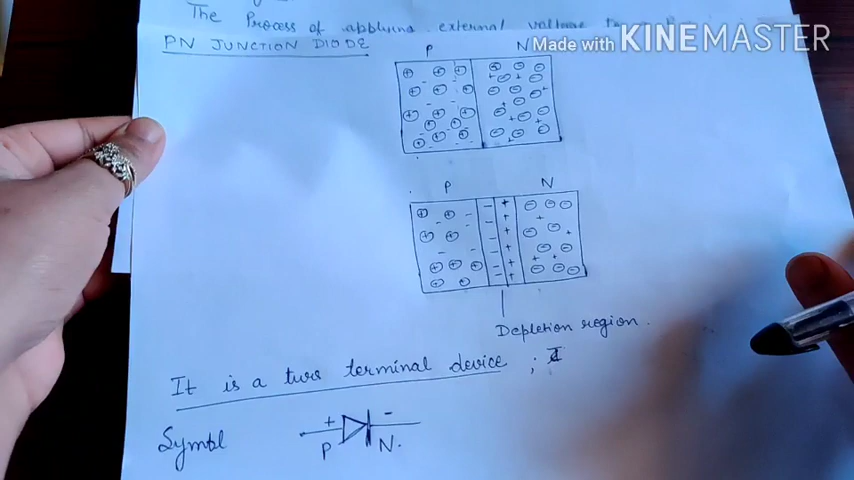 The Process of applying external voltage
PN JUNCTION DIODE
P N
Made with KINEMASTER
P N
Depletion region.
It is a two terminal device ;
Symbl
+ -
P N.